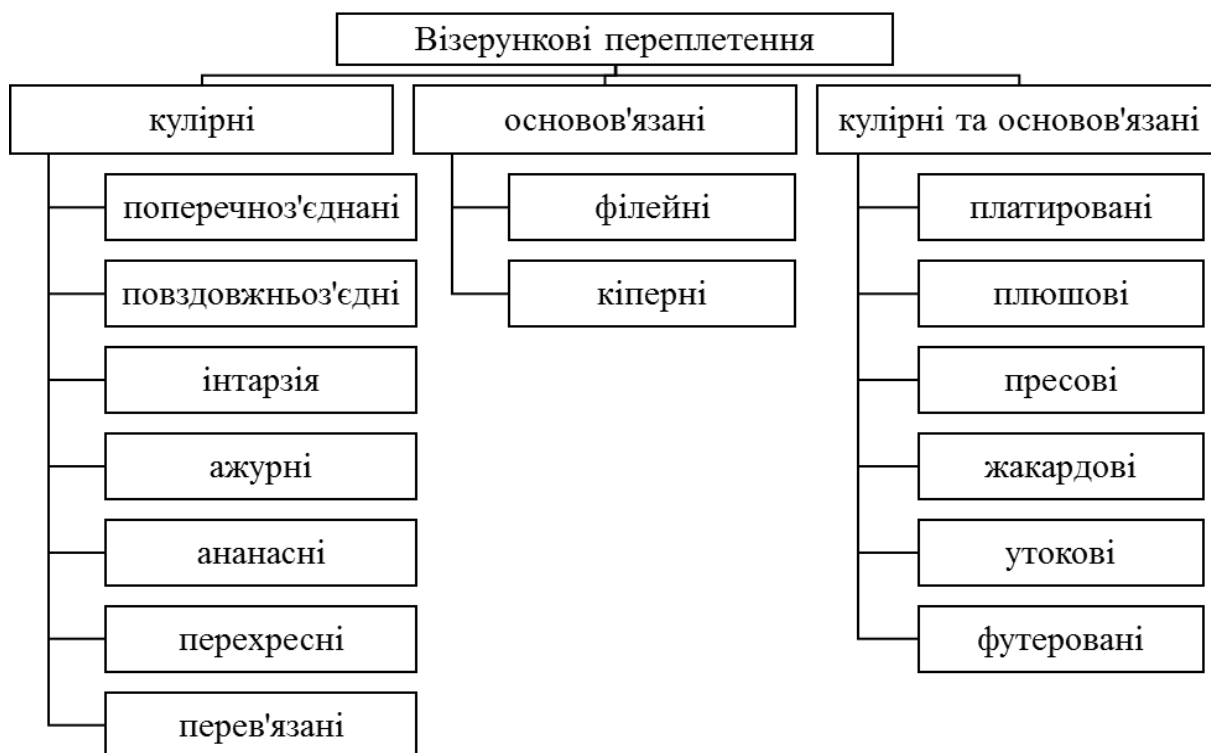 Візерункові переплетення
кулірні
поперечноз'єднані
повздовжньоз'єдні
інтарзія
ажурні
ананасні
перехресні
перев'язані
основов'язані
філейні
кіперні
кулірні та основов'язані
платировані
плюшові
пресові
жакардові
утокові
футеровані